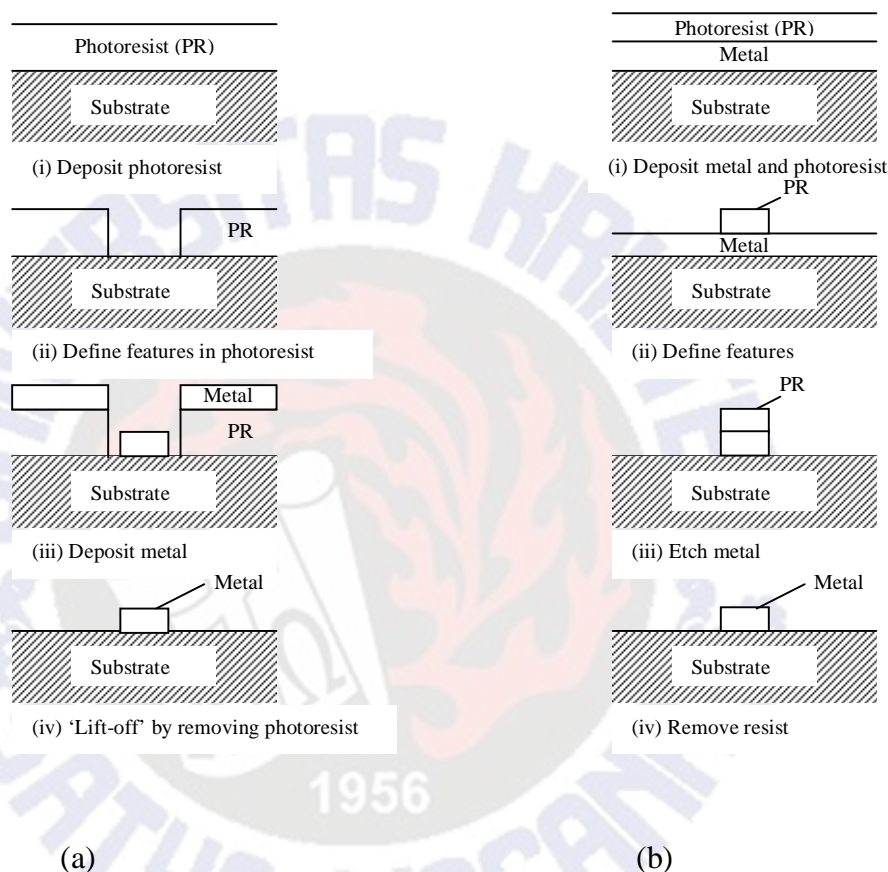 Photoresist (PR)
Substrate
(i) Deposit photoresist
PR
Substrate
(ii) Define features in photoresist
Metal
PR
Substrate
(iii) Deposit metal
Metal
Substrate
(iv) ‘Lift-off’ by removing photoresist
(a)
Photoresist (PR)
Metal
Substrate
(i) Deposit metal and photoresist
PR
Metal
Substrate
(ii) Define features
PR
Substrate
(iii) Etch metal
Metal
Substrate
(iv) Remove resist
(b)
1956